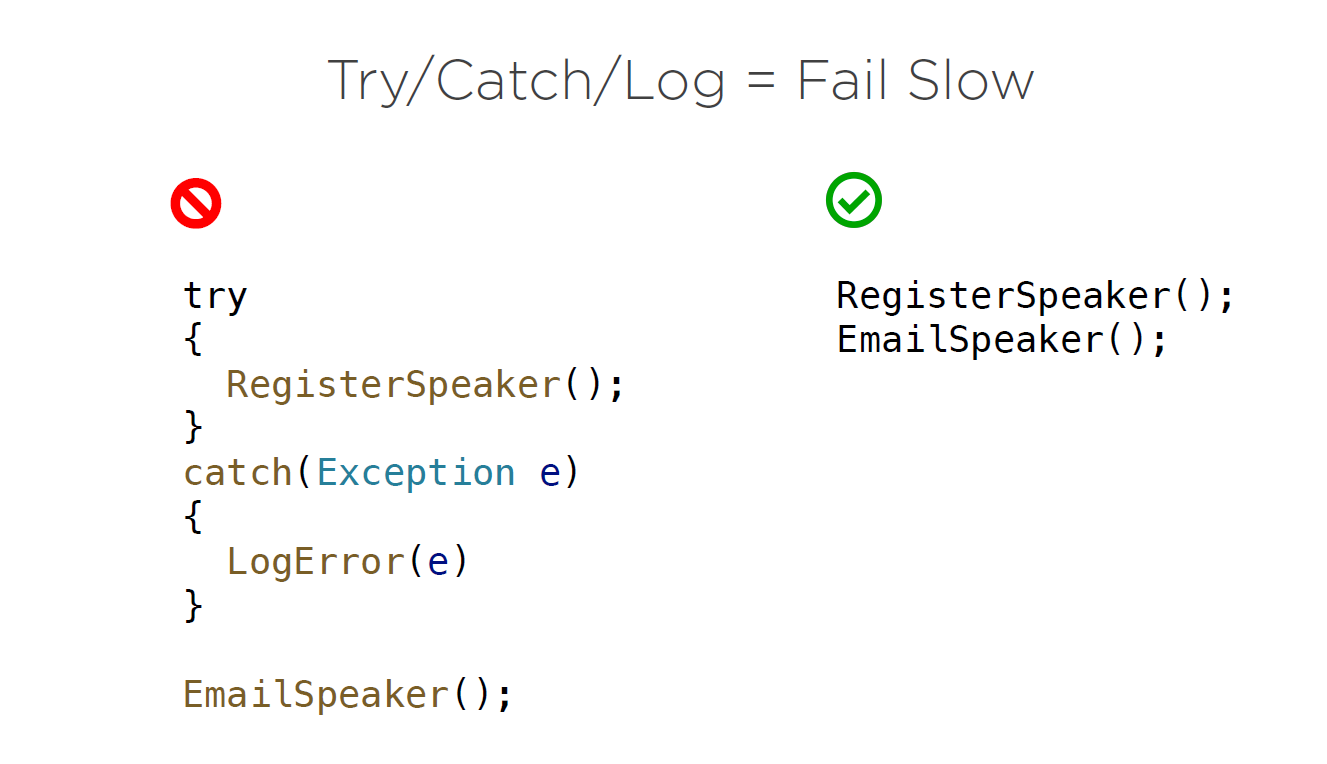 Try/Catch/Log = Fail Slow
try
{
  RegisterSpeaker();
}
catch(Exception e)
{
  LogError(e)
}
EmailSpeaker();
RegisterSpeaker();
EmailSpeaker();